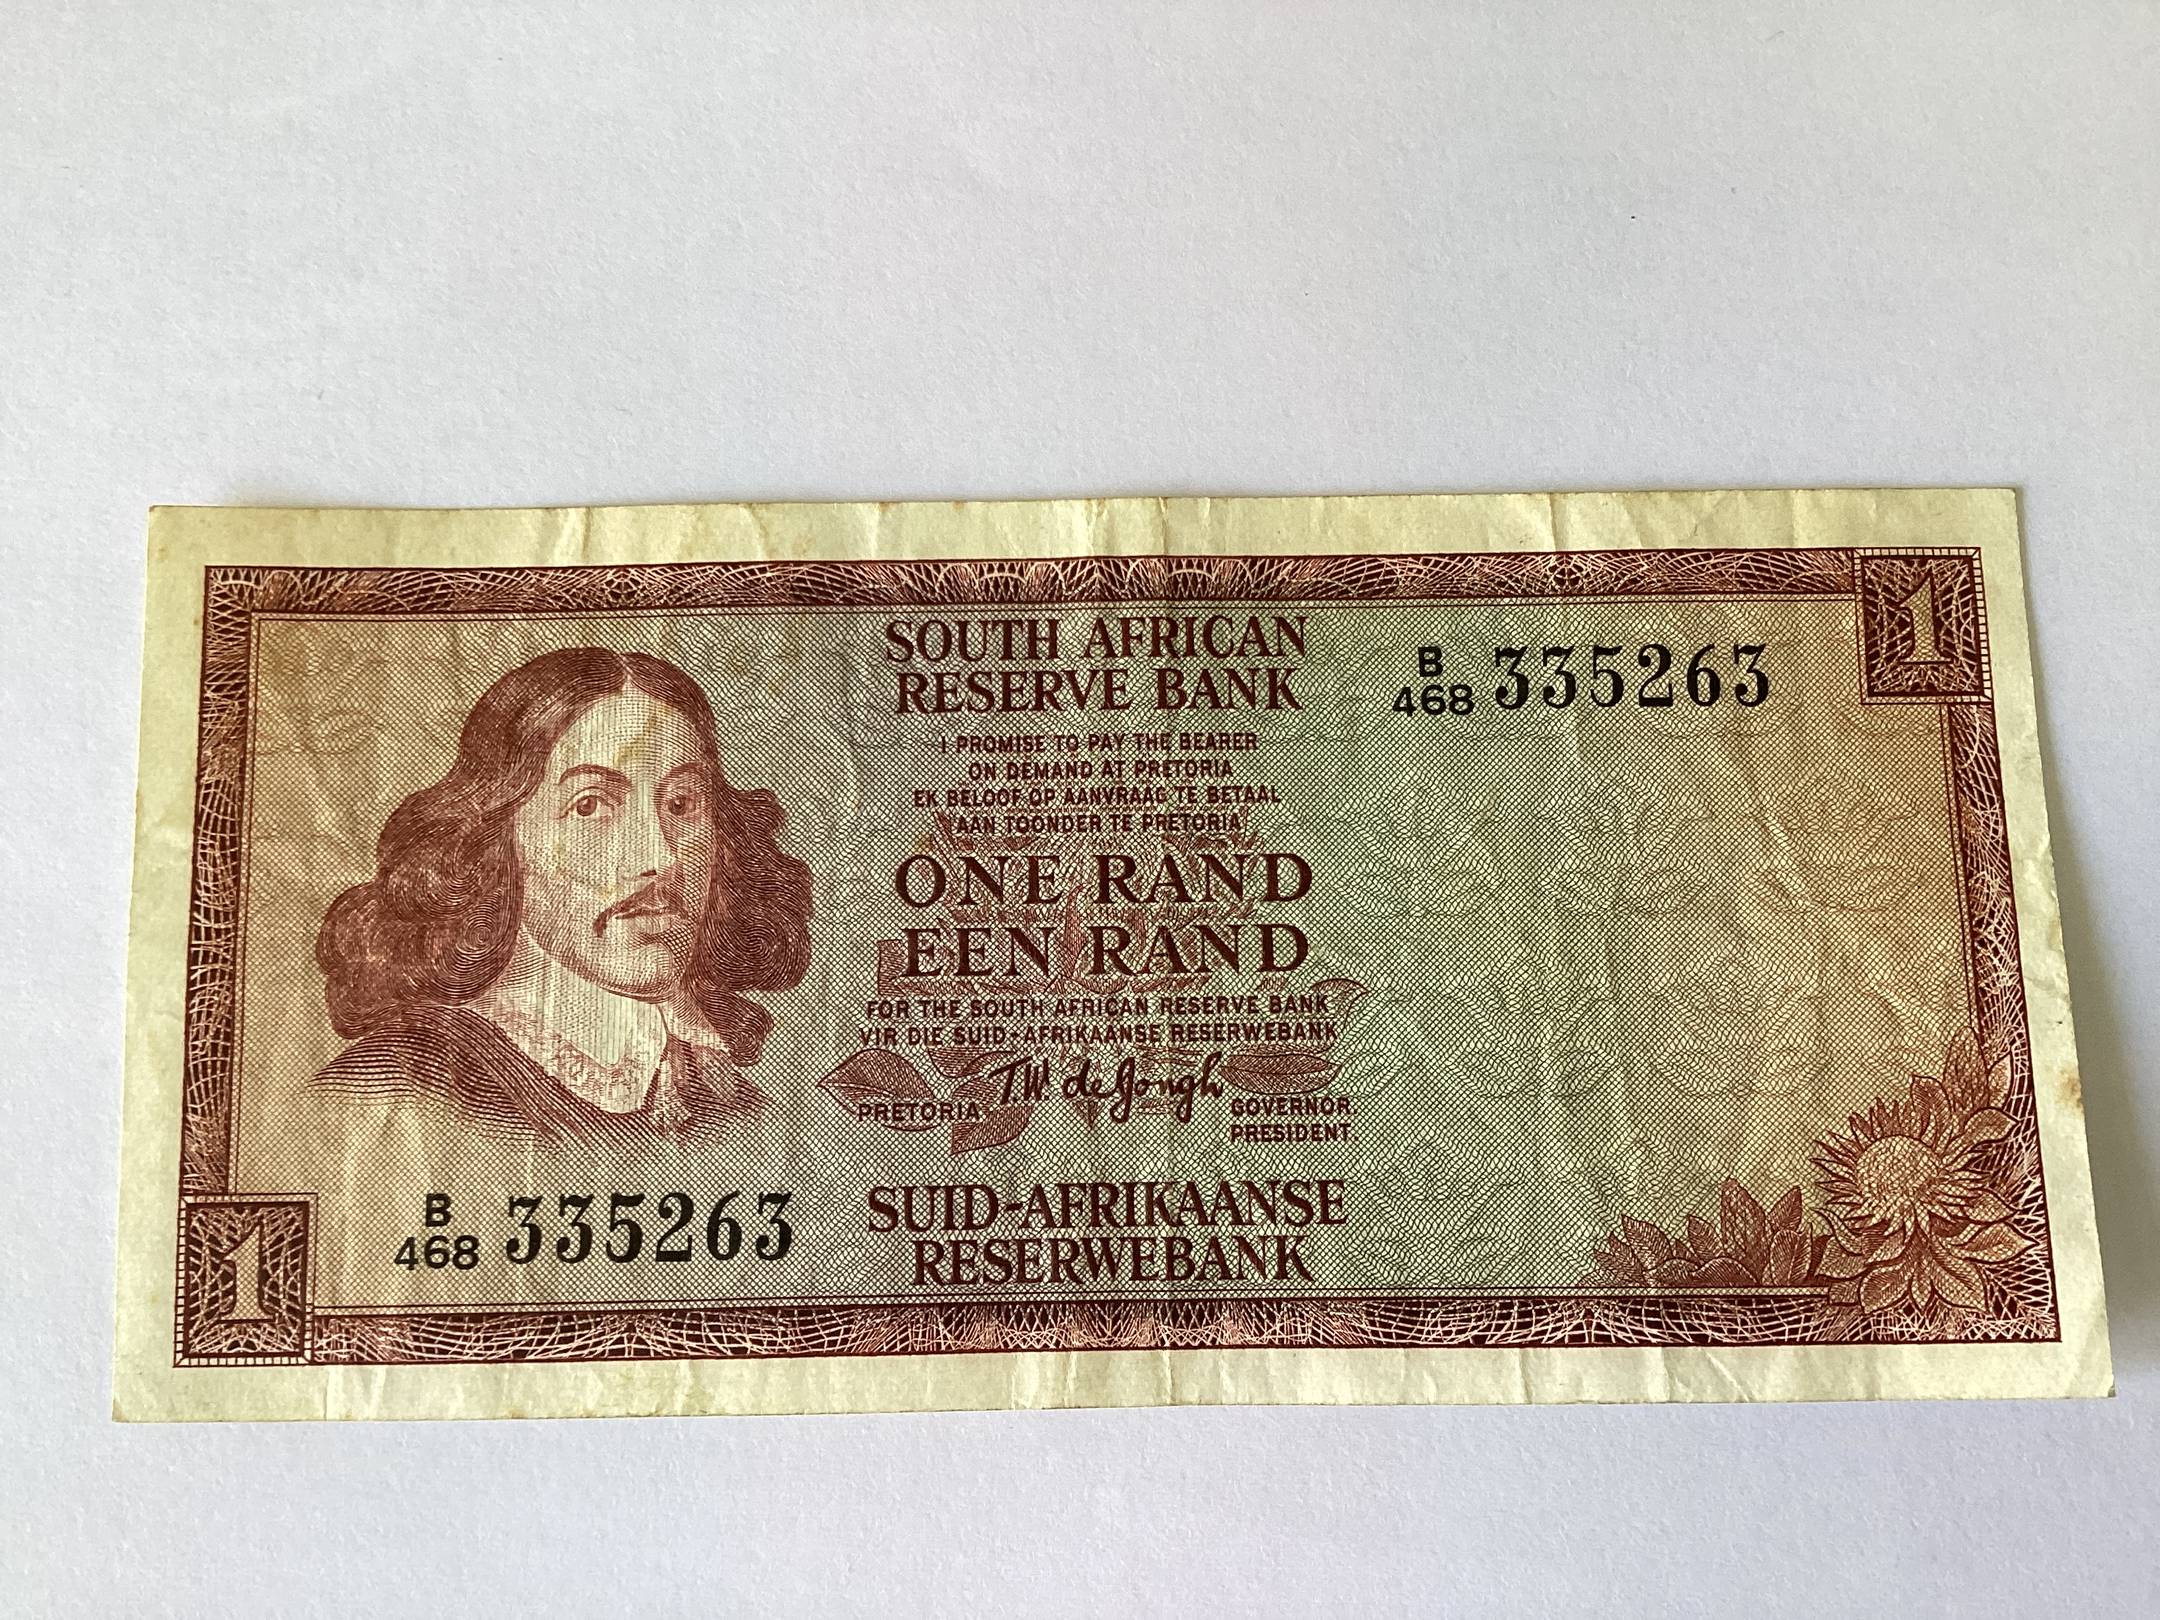 1
SOUTH AFRICAN
RESERVE BANK
B
468 335263
I PROMISE TO PAY THE BEARER
ON DEMAND AT PRETORIA
EK BELOOF OP AANVRAAG TE BETAAL
AAN TOONDER TE PRETORIA
ONE RAND
EEN RAND
FOR THE SOUTH AFRICAN RESERVE BANK
VIR DIE SUID-AFRIKAANSE RESERWEBANK
T.W. de Jongh
PRETORIA
GOVERNOR.
PRESIDENT.
B
468 335263
SUID-AFRIKAANSE
RESERWEBANK
1